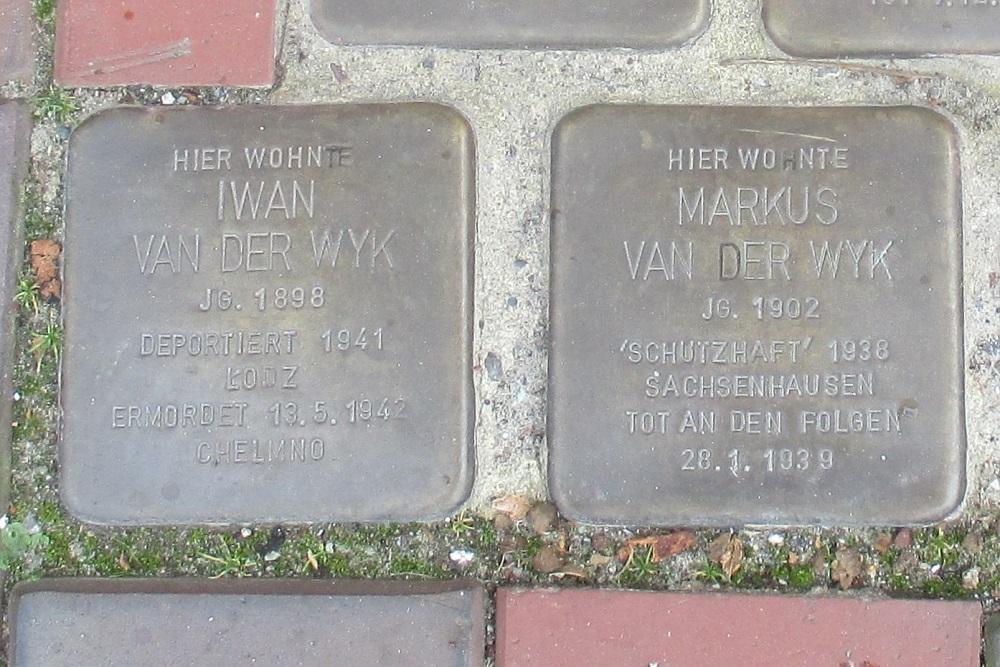 HIER WOHNTE
IWAN
VAN DER WYK
JG. 1898
DEPORTIERT 1941
ŁODZ
ERMORDET 13.5.1942
CHELMNO
HIER WOHNTE
MARKUS
VAN DER WYK
JG. 1902
'SCHUTZHAFT' 1938
SACHSENHAUSEN
TOT AN DEN FOLGEN
28.1.1939